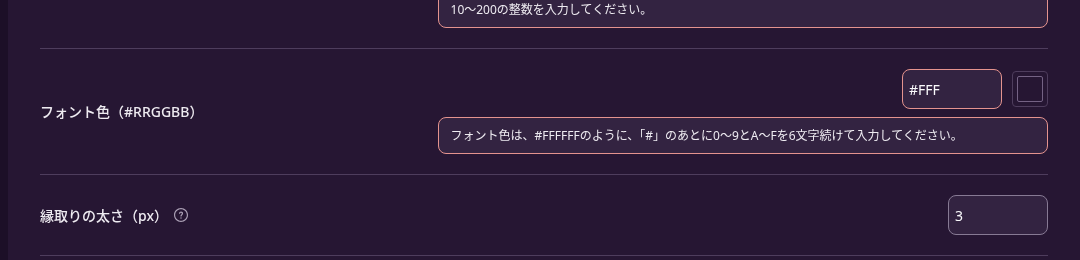 10〜200の整数を入力してください。
#FFF
フォント色（#RRGGBB）
フォント色は、#FFFFFFのように、「#」のあとに0〜9とA〜Fを6文字続けて入力してください。
縁取りの太さ（px） ?
3